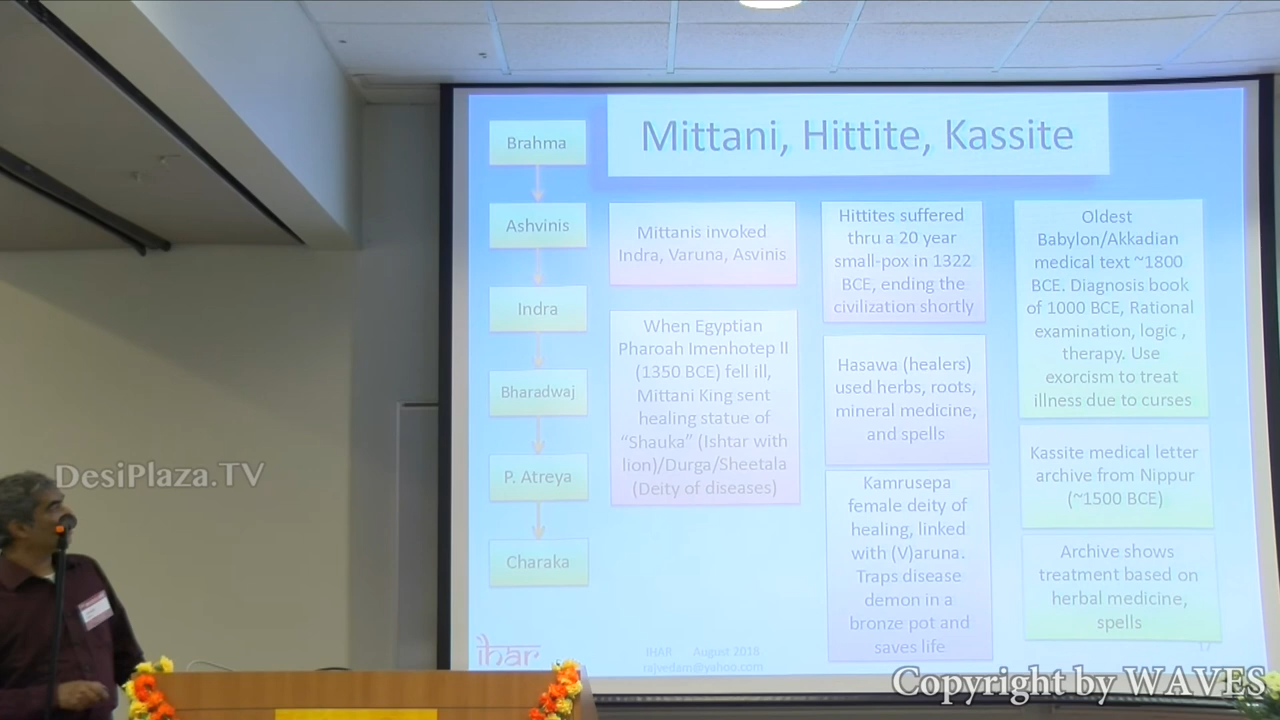 Mittani, Hittite, Kassite
Brahma
Ashvinis
Indra
Bharadwaj
P. Atreya
Charaka
Mittanis invoked
Indra, Varuna, Asvinis
When Egyptian
Pharoah Imenhotep II
(1350 BCE) fell ill,
Mittani King sent
healing statue of
“Shauka” (Ishtar with
lion)/Durga/Sheetala
(Deity of diseases)
Hittites suffered
thru a 20 year
small-pox in 1322
BCE, ending the
civilization shortly
Hasawa (healers)
used herbs, roots,
mineral medicine,
and spells
Kamrusepa
female deity of
healing, linked
with (V)aruna.
Traps disease
demon in a
bronze pot and
saves life
Oldest
Babylon/Akkadian
medical text ~1800
BCE. Diagnosis book
of 1000 BCE, Rational
examination, logic ,
therapy. Use
exorcism to treat
illness due to curses
Kassite medical letter
archive from Nippur
(~1500 BCE)
Archive shows
treatment based on
herbal medicine,
spells
ihar
IHAR August 2018
rajvedam@yahoo.com
DesiPlaza.TV
Copyright by WAVES